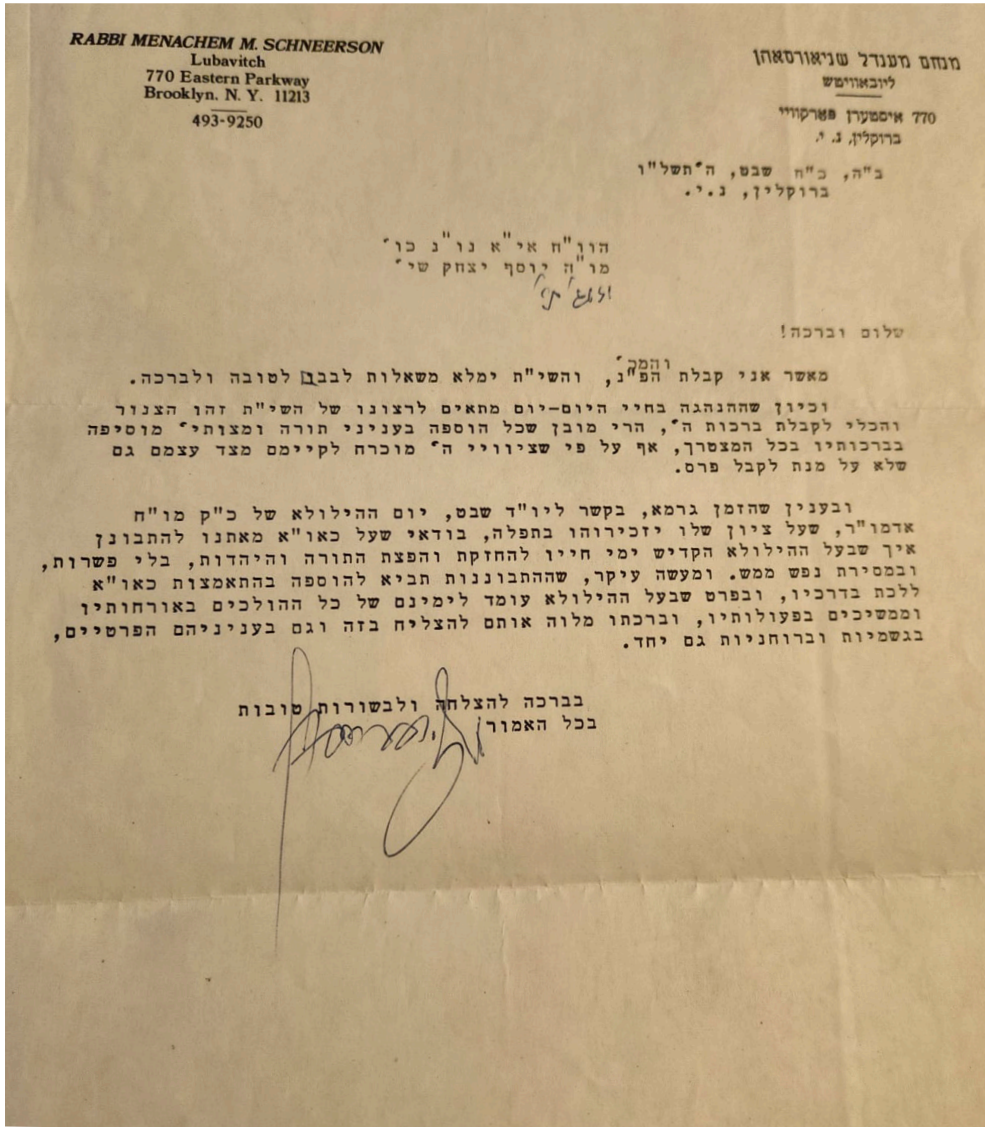 RABBI MENACHEM M. SCHNEERSON
Lubavitch
770 Eastern Parkway
Brooklyn. N. Y. 11213
493-9250
מנחם מענדל שניאורסאהן
ליובאוויטש
770 איסטערן פארקוויי
ברוקלין, נ. י.
ב"ה, כ"ח שבט, ה'תשל"ו
ברוקלין, נ.י.
הוו"ח אי"א נו"נ כו'
מו"ה יוסף יצחק שי'
וזוג' תי'
שלום וברכה!
והמכ'
מאשר אני קבלת הפ"נ, והשי"ת ימלא משאלות לבבו לטובה ולברכה.
וכיון שההנהגה בחיי היום-יום מתאים לרצונו של השי"ת זהו הצנור
והכלי לקבלת ברכות ה', הרי מובן שכל הוספה בעניני תורה ומצותי' מוסיפה
בברכותיו בכל המצטרך, אף על פי שציוויי ה' מוכרח לקיימם מצד עצמם גם
שלא על מנת לקבל פרס.
ובענין שהזמן גרמא, בקשר ליו"ד שבט, יום ההילולא של כ"ק מו"ח
אדמו"ר, שעל ציון שלו יזכירוהו בתפלה, בודאי שעל כאו"א מאתנו להתבונן
איך שבעל ההילולא הקדיש ימי חייו להחזקת והפצת התורה והיהדות, בלי פשרות,
ובמסירת נפש ממש. ומעשה עיקר, שההתבוננות תביא להוספה בהתאמצות כאו"א
ללכת בדרכיו, ובפרט שבעל ההילולא עומד לימינם של כל ההולכים באורחותיו
וממשיכים בפעולותיו, וברכתו מלוה אותם להצליח בזה וגם בעניניהם הפרטיים,
בגשמיות וברוחניות גם יחד.
בברכה להצלחה ולבשורות טובות
בכל האמור